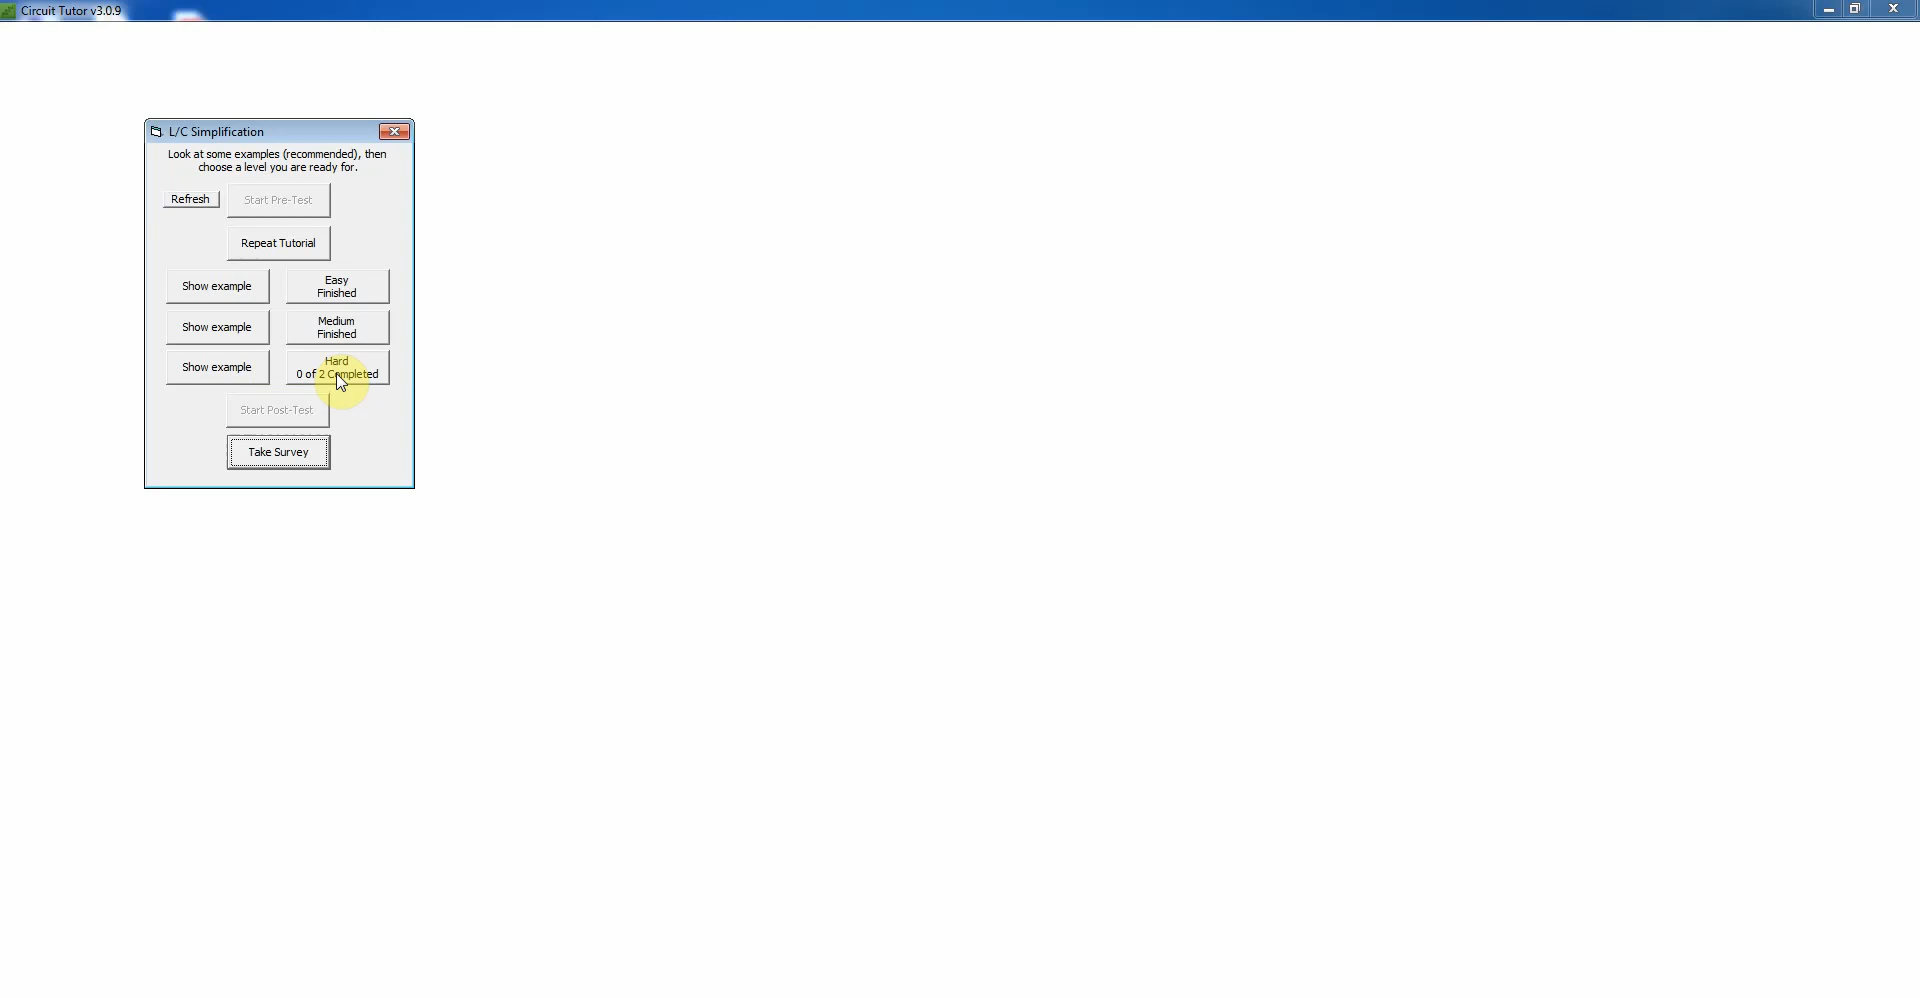 Circuit Tutor v3.0.9
L/C Simplification
Look at some examples (recommended), then
choose a level you are ready for.
Refresh
Start Pre-Test
Repeat Tutorial
Show example
Easy
Finished
Show example
Medium
Finished
Show example
Hard
0 of 2 Completed
Start Post-Test
Take Survey